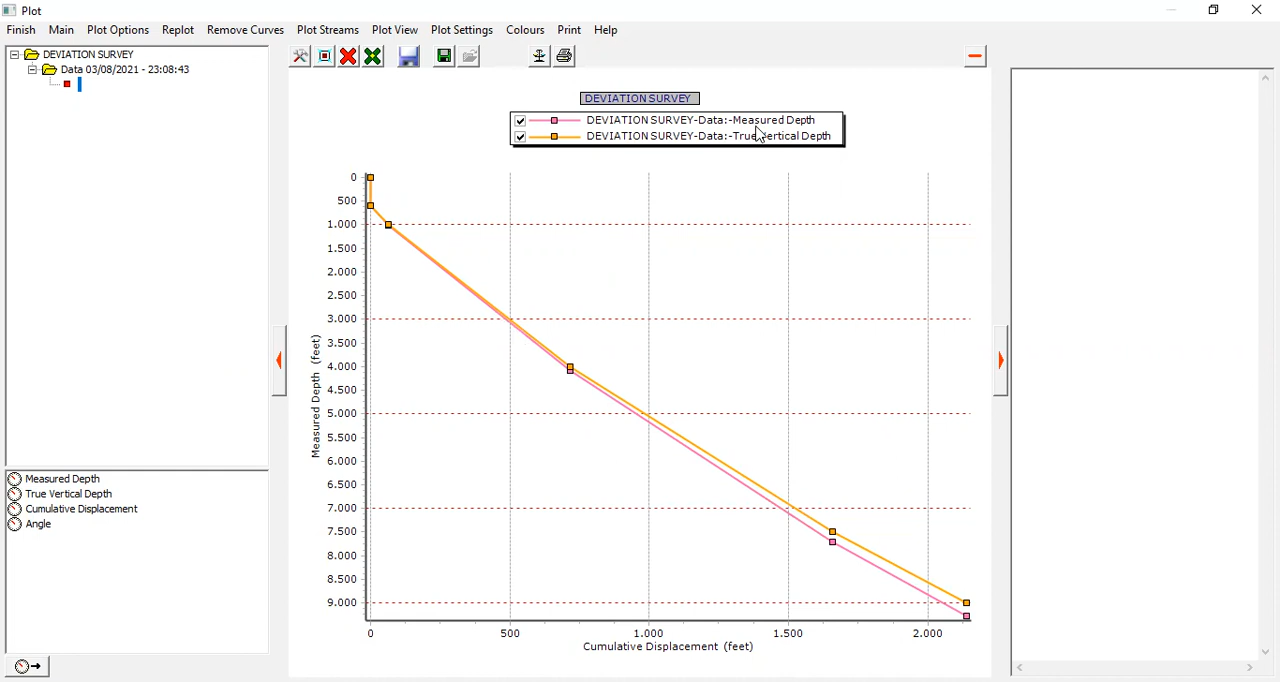 Plot
Finish Main Plot Options Replot Remove Curves Plot Streams Plot View Plot Settings Colours Print Help
DEVIATION SURVEY
Data 03/08/2021 - 23:08:43
DEVIATION SURVEY
DEVIATION SURVEY-Data:-Measured Depth
DEVIATION SURVEY-Data:-True Vertical Depth
0
500
1.000
1.500
2.000
2.500
3.000
3.500
4.000
4.500
5.000
5.500
6.000
6.500
7.000
7.500
8.000
8.500
9.000
Measured Depth (feet)
0 500 1.000 1.500 2.000
Cumulative Displacement (feet)
Measured Depth
True Vertical Depth
Cumulative Displacement
Angle